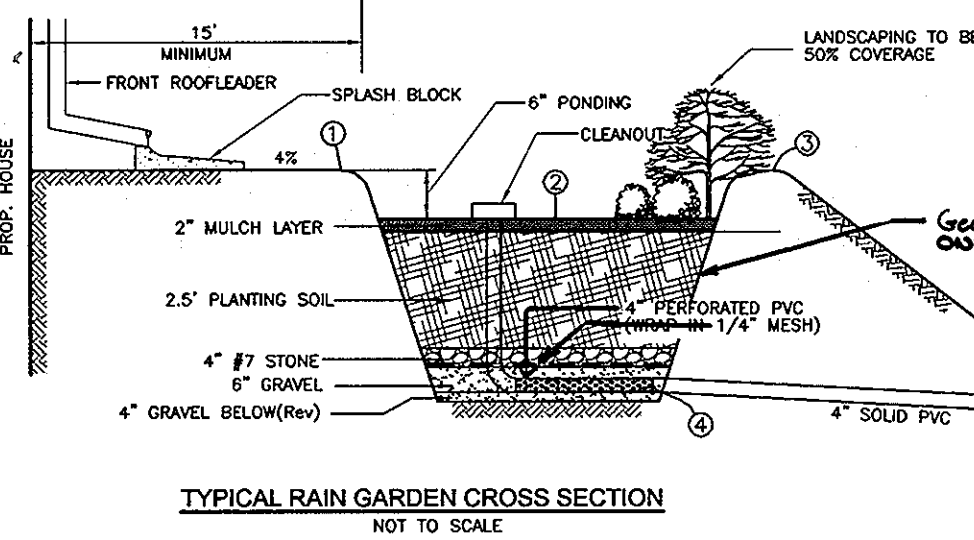 15'
MINIMUM
LANDSCAPING TO BE
50% COVERAGE
FRONT ROOFLEADER
SPLASH BLOCK
6" PONDING
CLEANOUT
1
4%
3
2
PROP. HOUSE
2" MULCH LAYER
2.5' PLANTING SOIL
4" PERFORATED PVC
(WRAP IN 1/4" MESH)
4" #7 STONE
6" GRAVEL
4" GRAVEL BELOW(Rev)
4
4" SOLID PVC
TYPICAL RAIN GARDEN CROSS SECTION
NOT TO SCALE